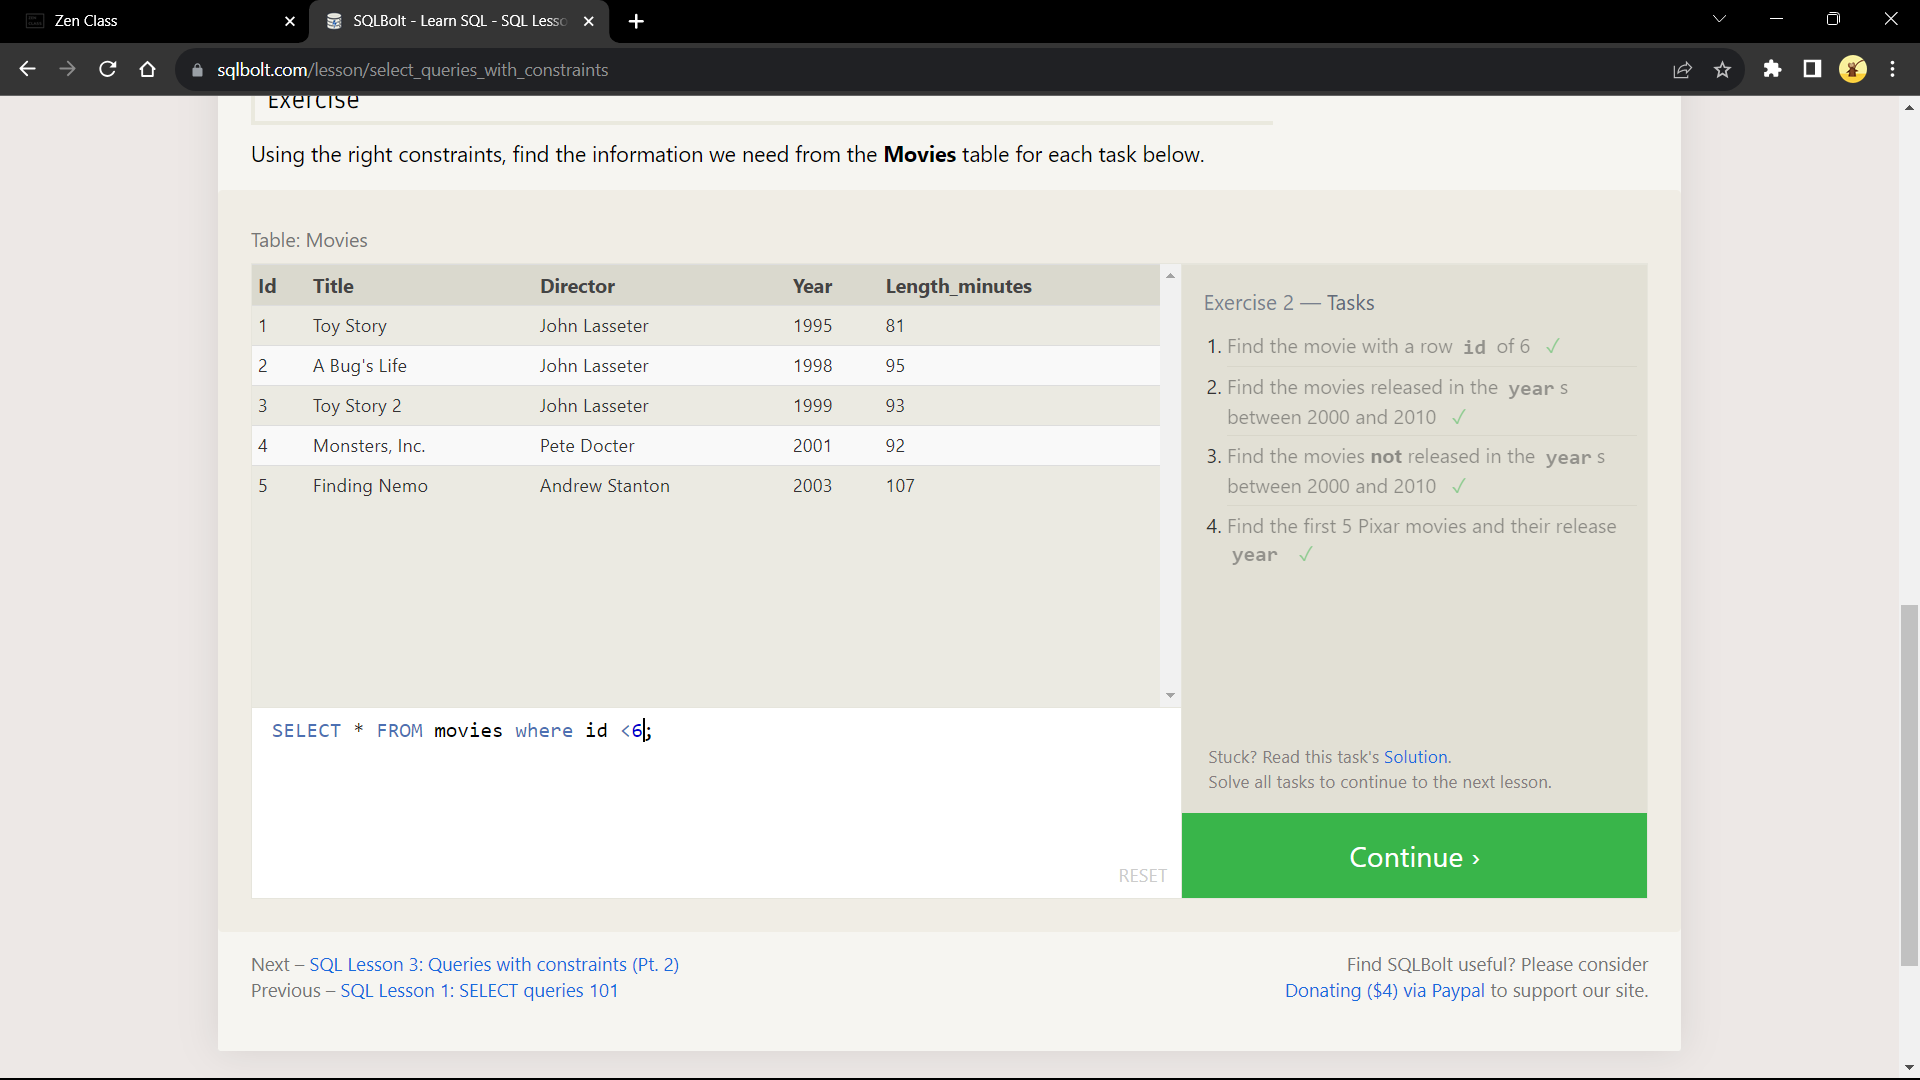 Zen Class
SQLBolt - Learn SQL - SQL Lesso
sqlbolt.com/lesson/select_queries_with_constraints
Exercise
Using the right constraints, find the information we need from the Movies table for each task below.
Table: Movies
Id Title Director Year Length_minutes
1 Toy Story John Lasseter 1995 81
2 A Bug's Life John Lasseter 1998 95
3 Toy Story 2 John Lasseter 1999 93
4 Monsters, Inc. Pete Docter 2001 92
5 Finding Nemo Andrew Stanton 2003 107
SELECT * FROM movies where id <6;
RESET
Exercise 2 — Tasks
1. Find the movie with a row id of 6 ✓
2. Find the movies released in the year s
between 2000 and 2010 ✓
3. Find the movies not released in the year s
between 2000 and 2010 ✓
4. Find the first 5 Pixar movies and their release
year ✓
Stuck? Read this task's Solution.
Solve all tasks to continue to the next lesson.
Continue ›
Next – SQL Lesson 3: Queries with constraints (Pt. 2)
Previous – SQL Lesson 1: SELECT queries 101
Find SQLBolt useful? Please consider
Donating ($4) via Paypal to support our site.